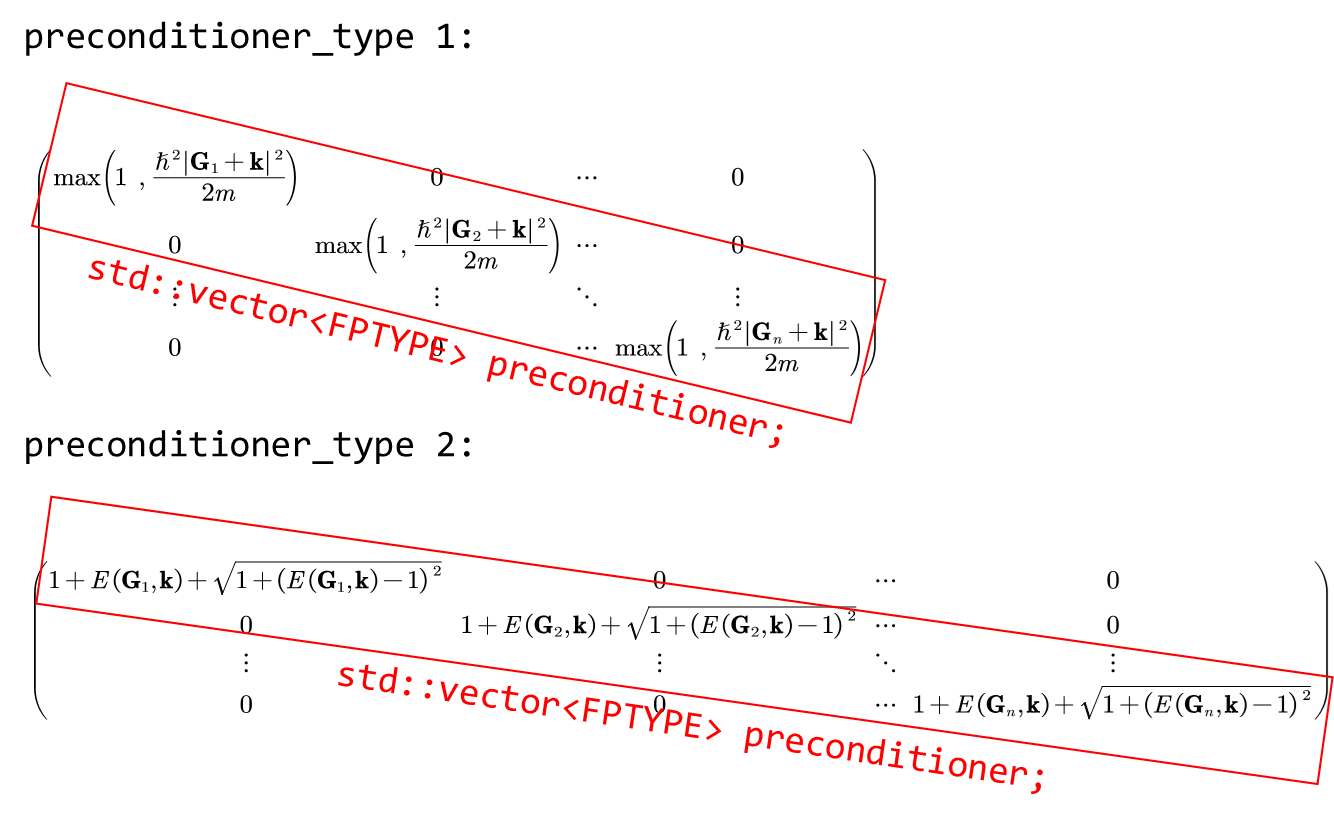 preconditioner_type 1:
max(1 , ħ²|G₁+k|²/2m) 0 ⋯ 0
0 max(1 , ħ²|G₂+k|²/2m) ⋯ 0
⋮ ⋮ ⋱ ⋮
0 0 ⋯ max(1 , ħ²|Gₙ+k|²/2m)
std::vector<FPTYPE> preconditioner;
preconditioner_type 2:
1+E(G₁,k)+√(1+(E(G₁,k)−1)²) 0 ⋯ 0
0 1+E(G₂,k)+√(1+(E(G₂,k)−1)²) ⋯ 0
⋮ ⋮ ⋱ ⋮
0 0 ⋯ 1+E(Gₙ,k)+√(1+(E(Gₙ,k)−1)²)
std::vector<FPTYPE> preconditioner;